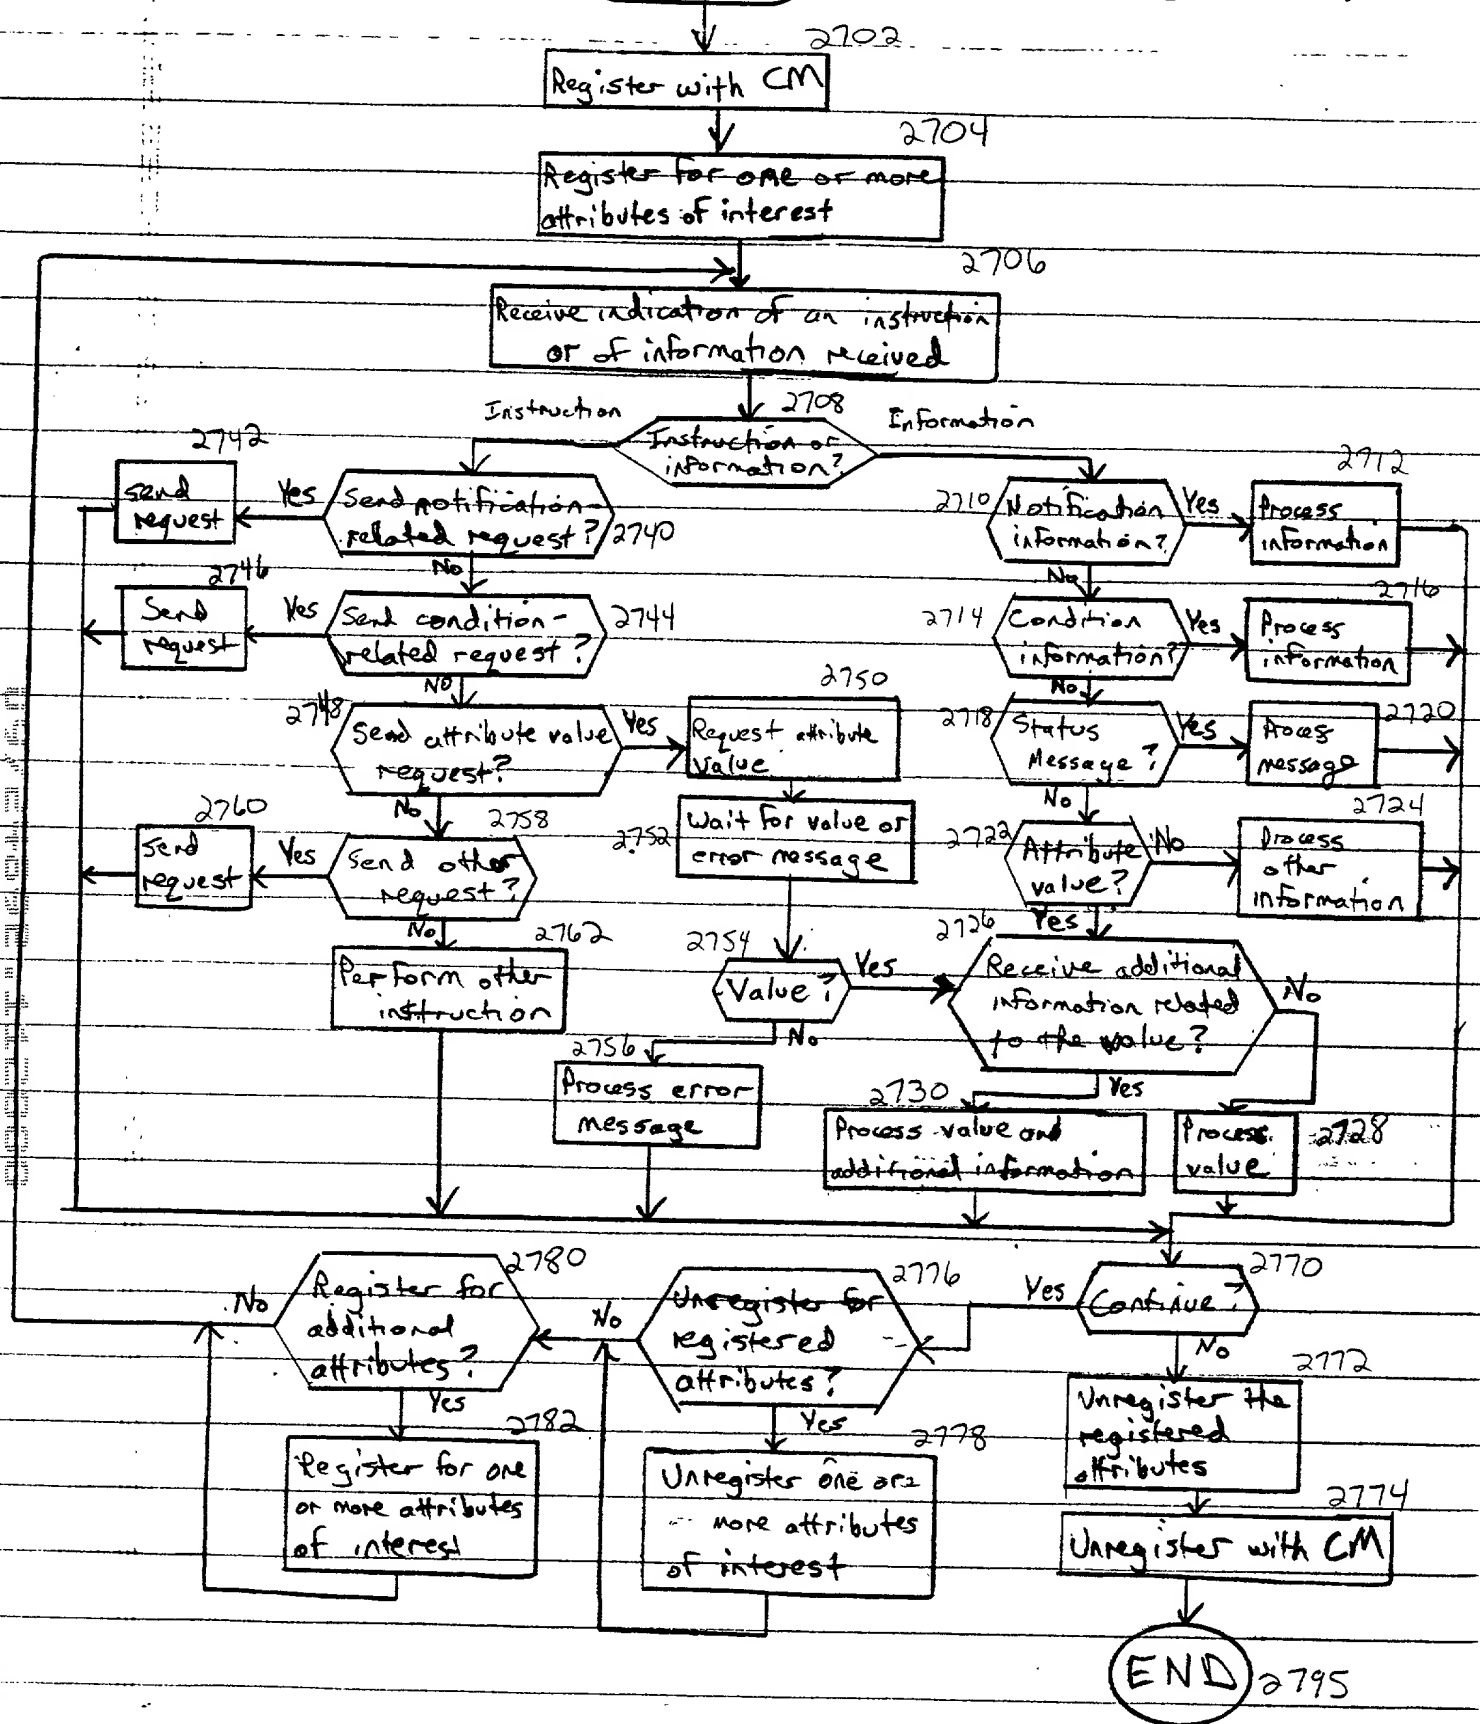 2702
Register with CM
2704
Register for one or more
attributes of interest
2706
Receive indication of an instruction
or of information received
2708
Instruction
Information
Instruction or
information?
2742
Send
request
Yes
Send notification-
related request?
2740
No
2746
Send
request
Yes
Send condition-
related request?
2744
No
2748
Send attribute value
request?
Yes
2750
Request attribute
value
No
2760
Send
request
Yes
2758
Send other
request?
No
2762
Perform other
instruction
2752
Wait for value or
error message
2754
Value?
Yes
No
2756
Process error
message
2710
Notification
information?
Yes
2712
Process
information
No
2714
Condition
information?
Yes
2716
Process
information
No
2718
Status
Message?
Yes
2720
Process
message
No
2722
Attribute
value?
No
2724
Process
other
information
Yes
2726
Receive additional
information related
to the value?
No
Yes
2730
Process value and
additional information
Process
value
2728
2770
Continue?
Yes
No
2772
Unregister the
registered
attributes
2774
Unregister with CM
END
2795
2776
Unregister for
registered
attributes?
No
Yes
2778
Unregister one or
more attributes
of interest
2780
Register for
additional
attributes?
No
Yes
2782
Register for one
or more attributes
of interest